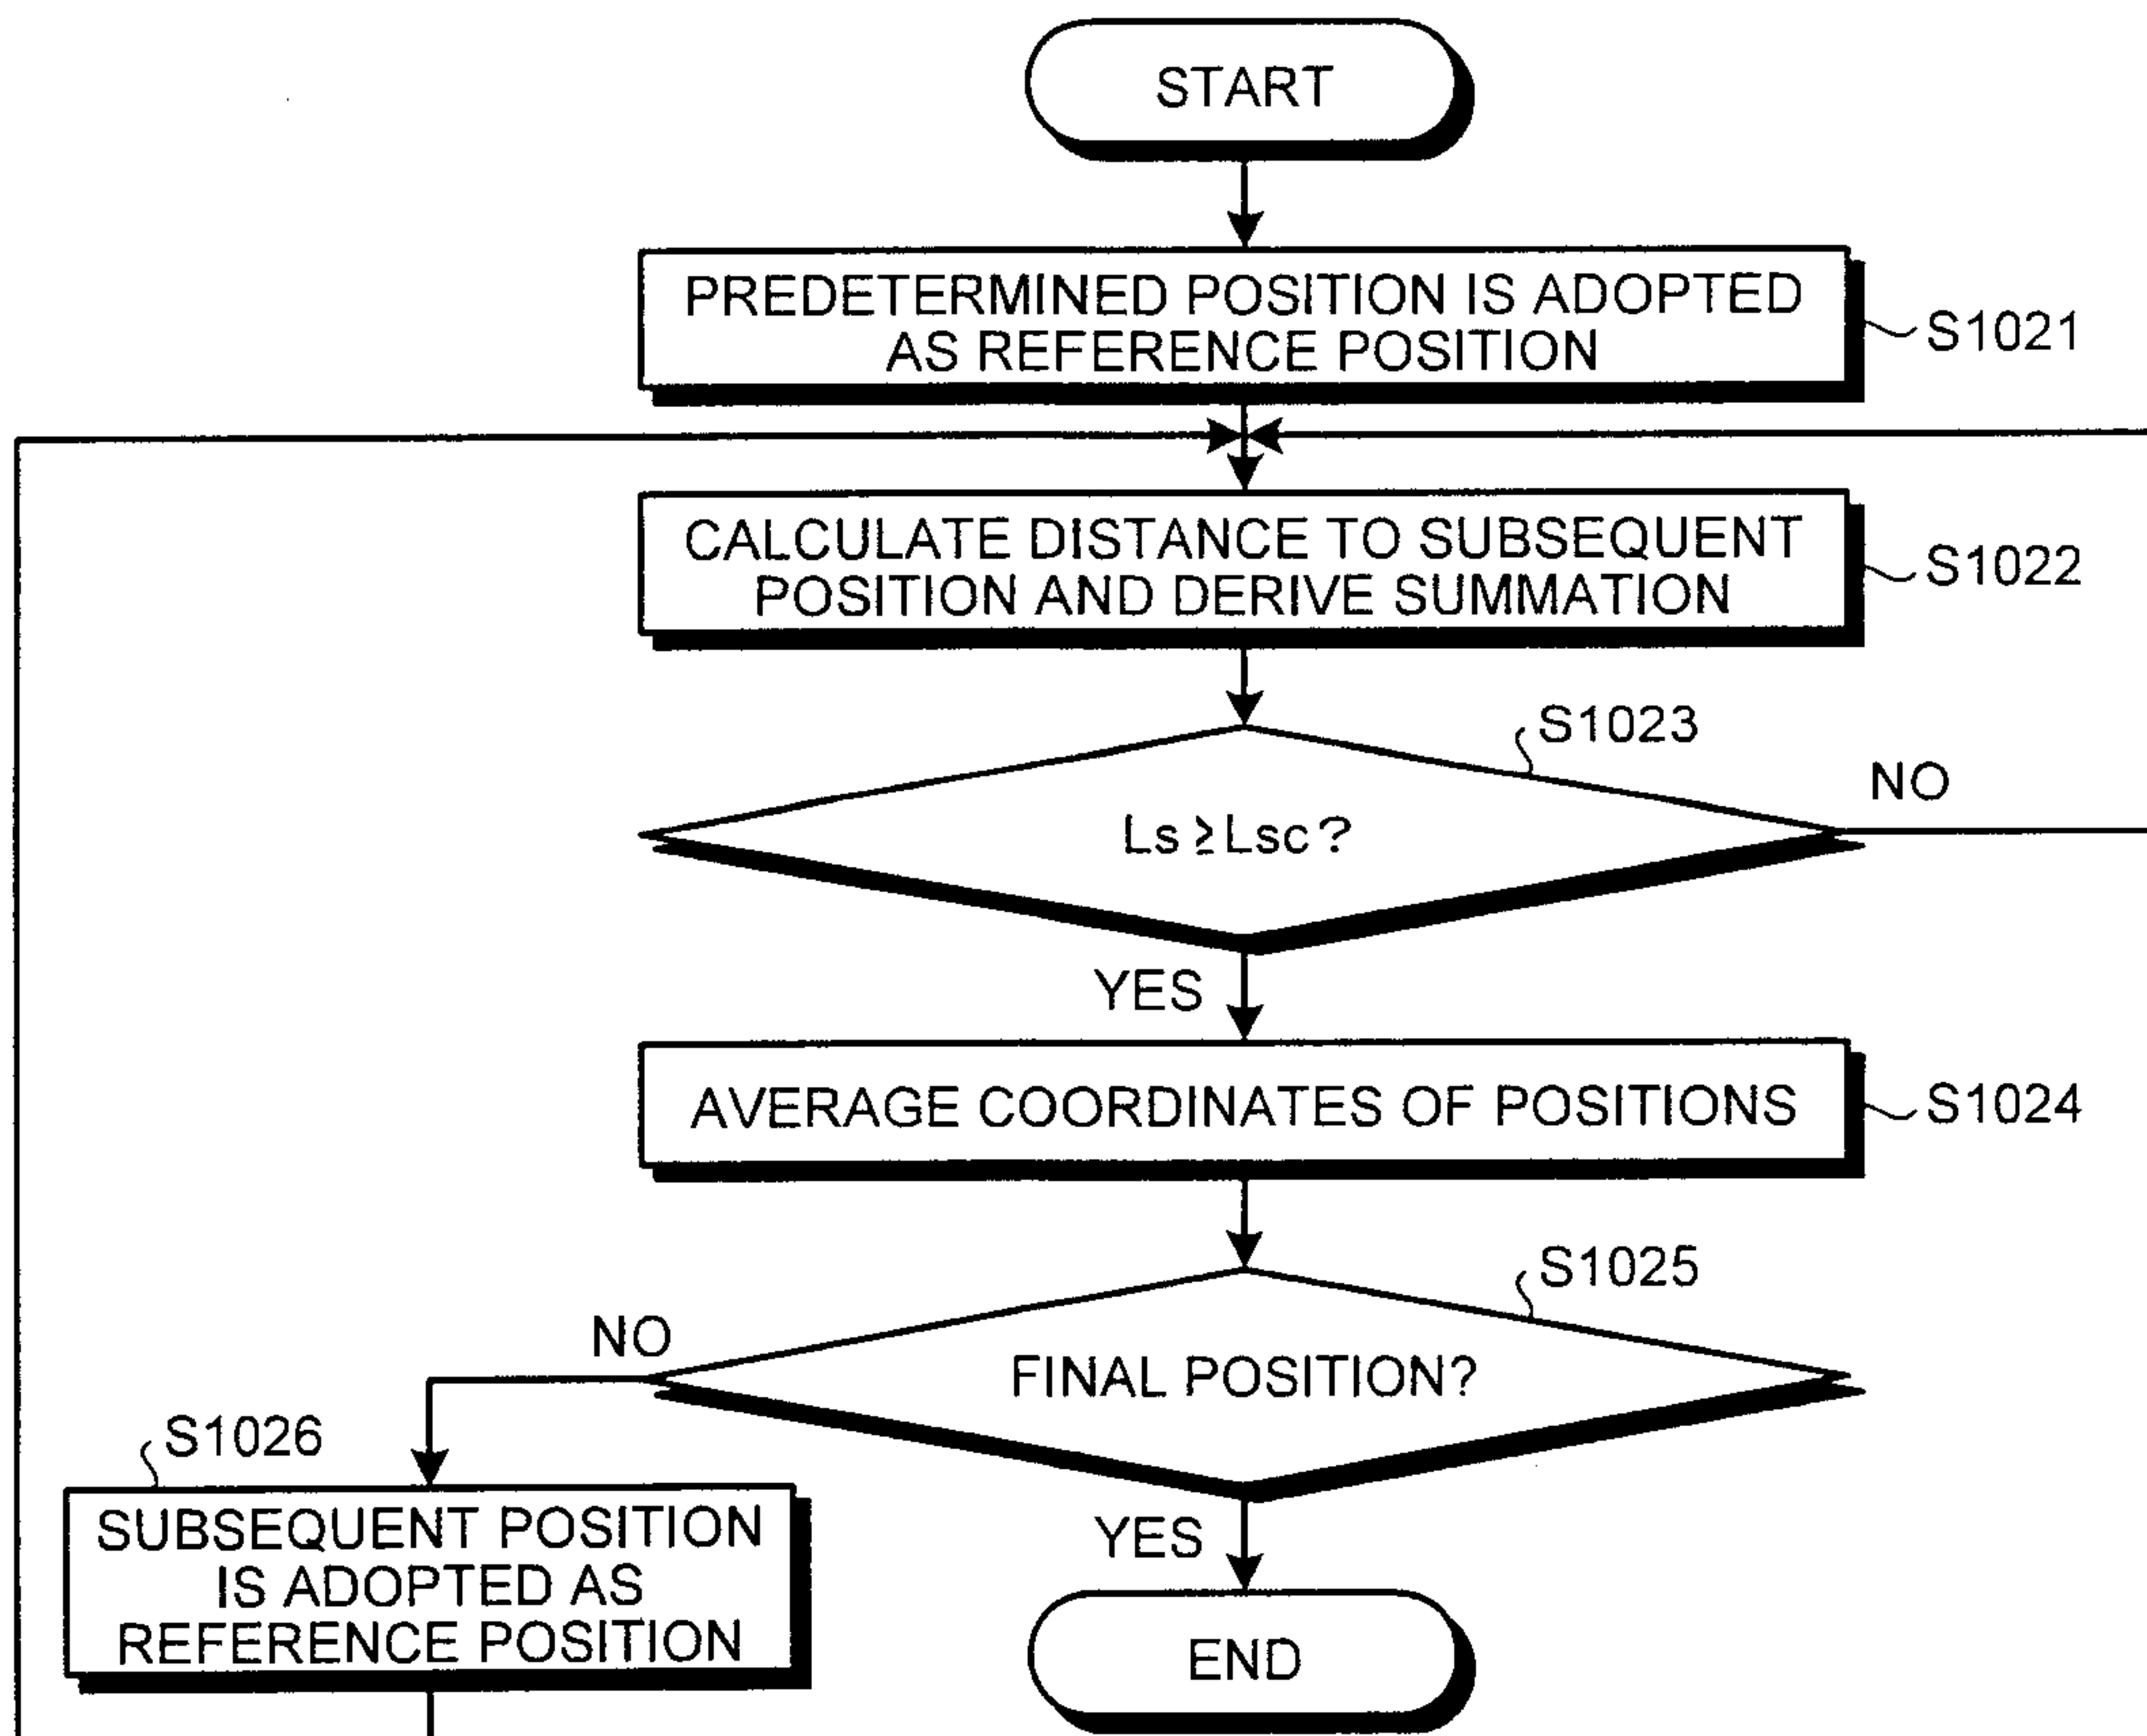 START
PREDETERMINED POSITION IS ADOPTED
AS REFERENCE POSITION
S1021
CALCULATE DISTANCE TO SUBSEQUENT
POSITION AND DERIVE SUMMATION
S1022
S1023
NO
Ls≥Lsc?
YES
AVERAGE COORDINATES OF POSITIONS
S1024
S1025
NO
FINAL POSITION?
S1026
YES
SUBSEQUENT POSITION
IS ADOPTED AS
REFERENCE POSITION
END